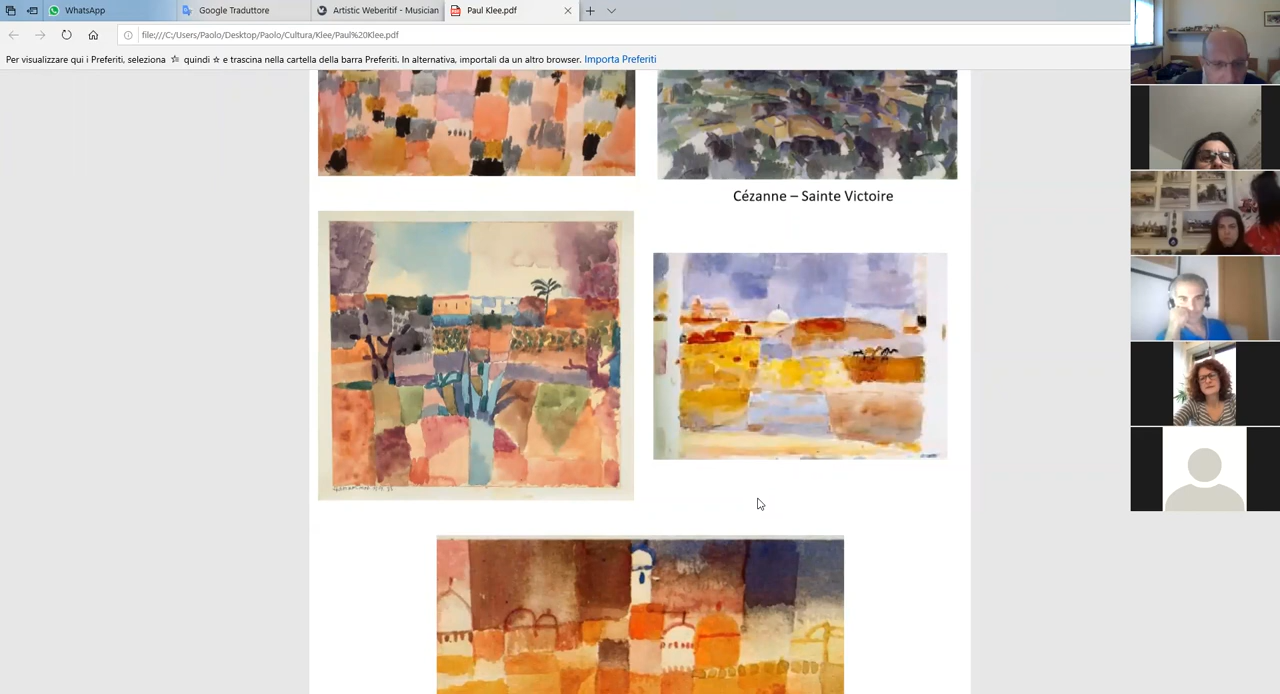 WhatsApp
Google Traduttore
Artistic Weberitif - Musician
Paul Klee.pdf
file:///C:/Users/Paolo/Desktop/Paolo/Cultura/Klee/Paul%20Klee.pdf
Per visualizzare qui i Preferiti, seleziona quindi e trascina nella cartella della barra Preferiti. In alternativa, importali da un altro browser. Importa Preferiti
Cézanne – Sainte Victoire